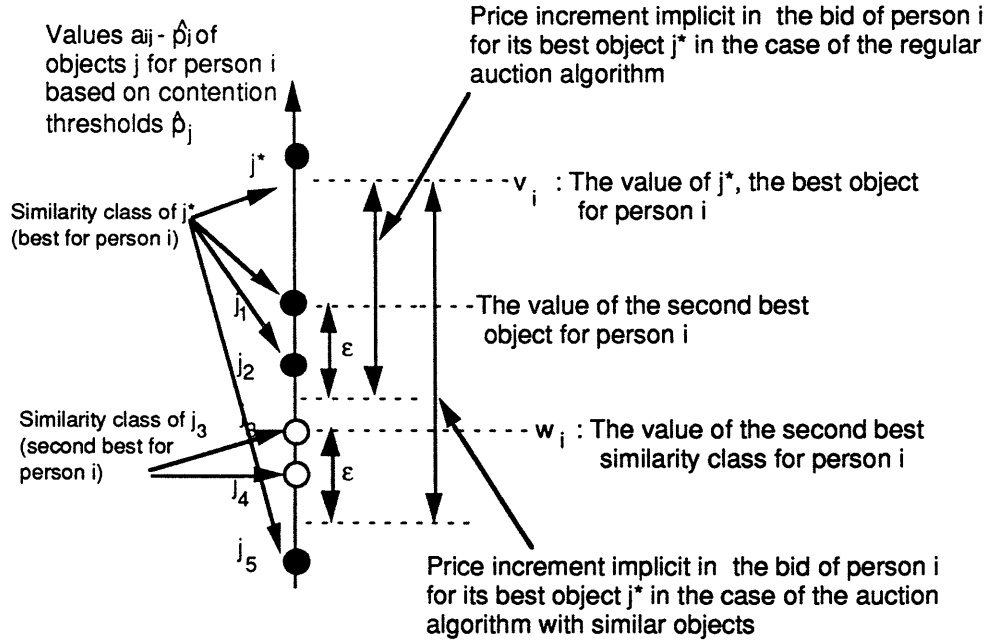 Price increment implicit in the bid of person i
for its best object j* in the case of the regular
auction algorithm
Values aij - p̂j of
objects j for person i
based on contention
thresholds p̂j
j*
vi : The value of j*, the best object
for person i
Similarity class of j*
(best for person i)
j1
The value of the second best
object for person i
ε
j2
Similarity class of j3
(second best for
person i)
j3
wi : The value of the second best
similarity class for person i
ε
j4
j5
Price increment implicit in the bid of person i
for its best object j* in the case of the auction
algorithm with similar objects